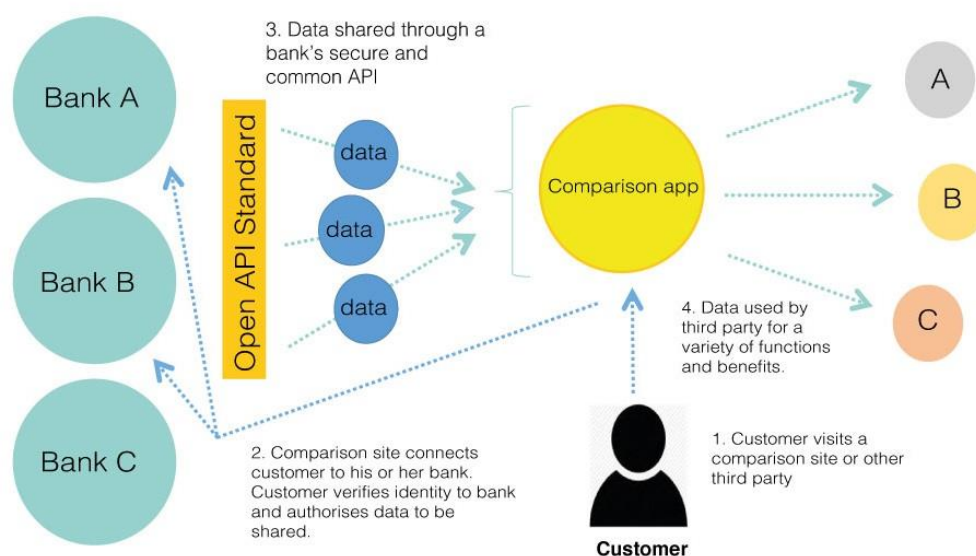 3. Data shared through a
bank's secure and
common API
Bank A
Bank B
Bank C
Open API Standard
data
data
data
Comparison app
A
B
C
4. Data used by
third party for a
variety of functions
and benefits.
2. Comparison site connects
customer to his or her bank.
Customer verifies identity to bank
and authorises data to be
shared.
1. Customer visits a
comparison site or other
third party
Customer